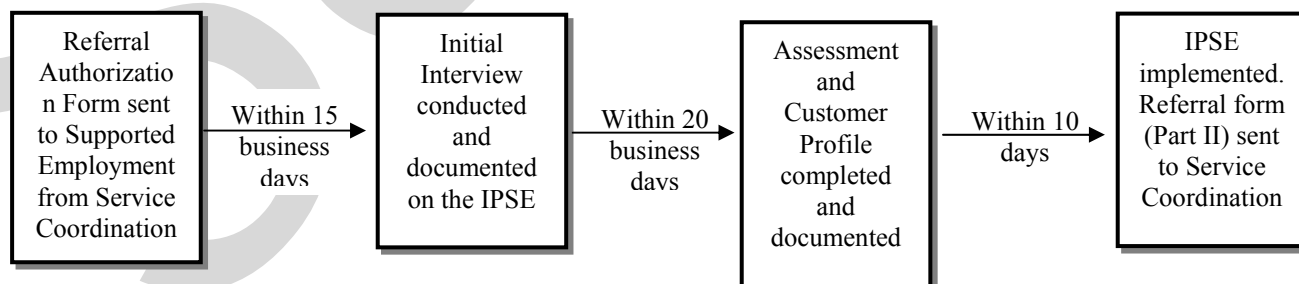 Referral
Authorizatio
n Form sent
to Supported
Employment
from Service
Coordination
Within 15
business
days
Initial
Interview
conducted
and
documented
on the IPSE
Within 20
business
days
Assessment
and
Customer
Profile
completed
and
documented
Within 10
days
IPSE
implemented.
Referral form
(Part II) sent
to Service
Coordination